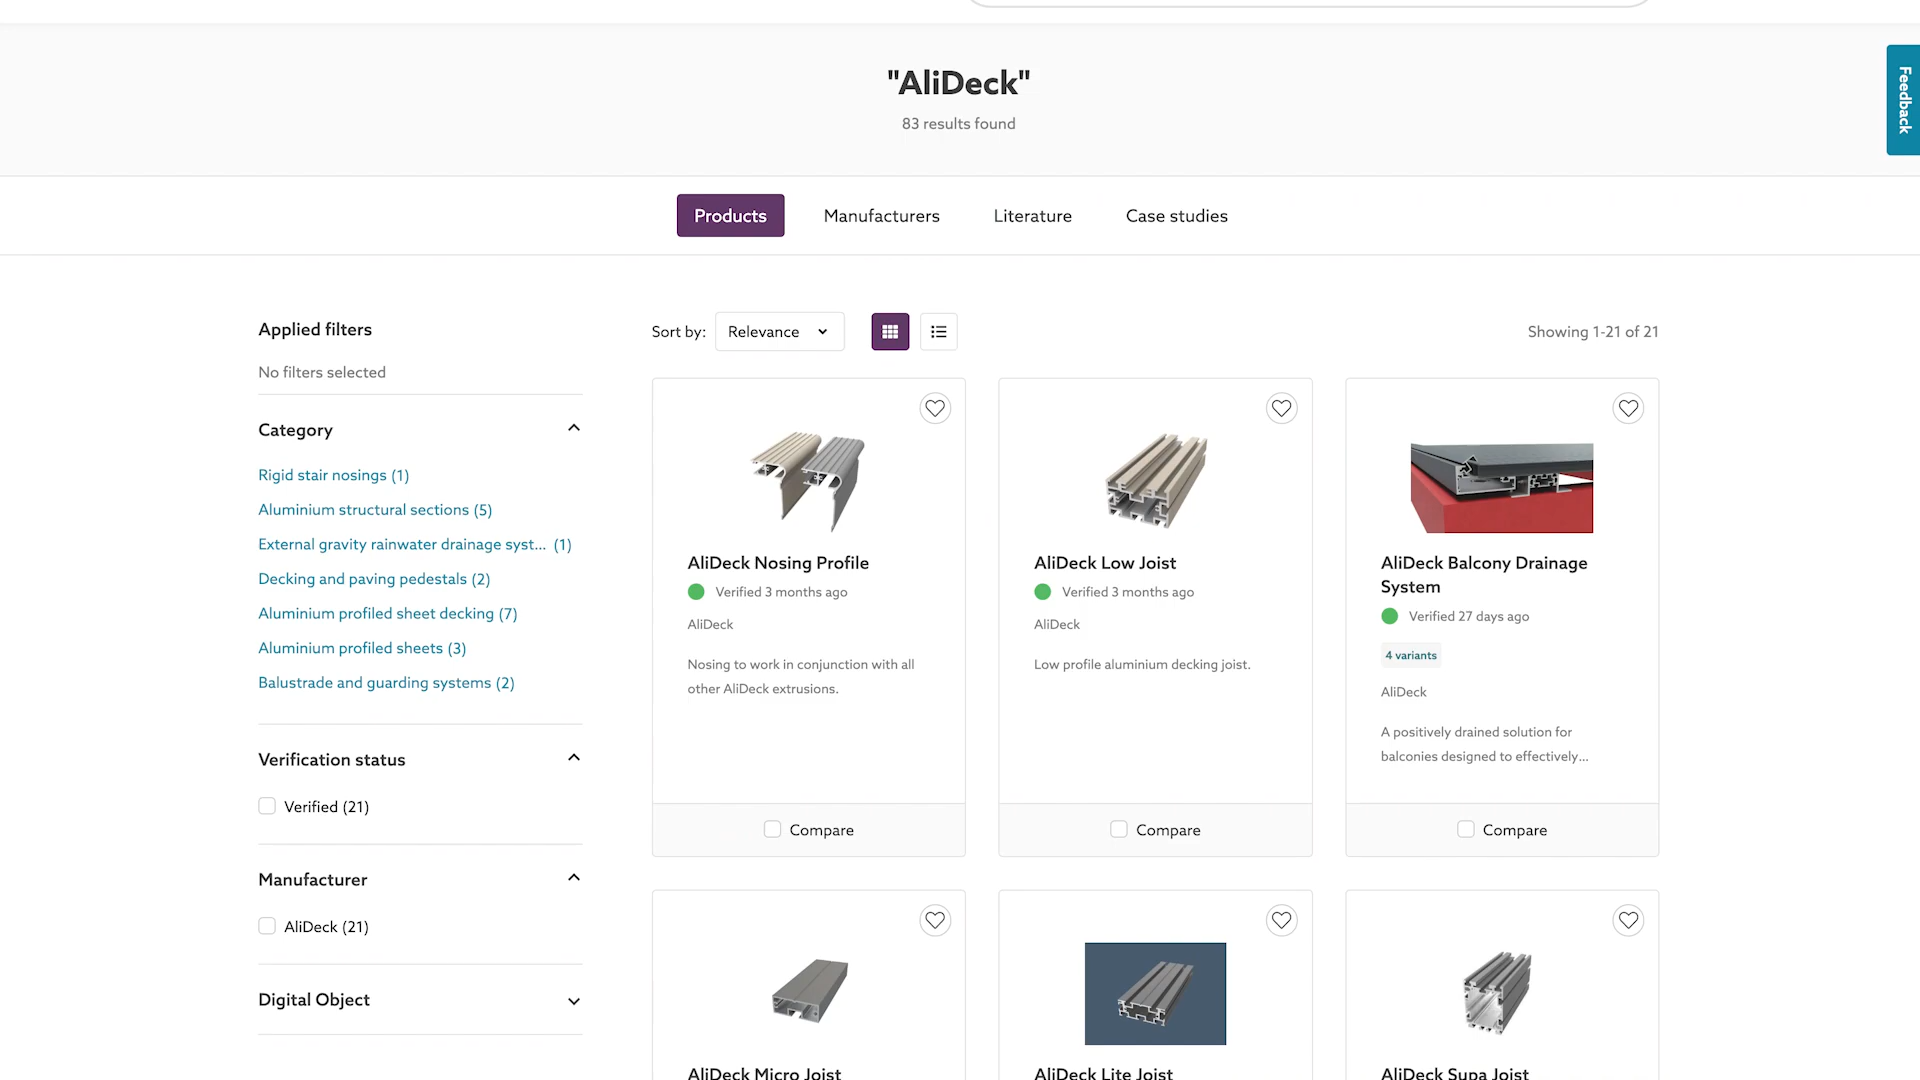 "AliDeck"
83 results found
Feedback
Products
Manufacturers
Literature
Case studies
Applied filters
No filters selected
Category
Rigid stair nosings (1)
Aluminium structural sections (5)
External gravity rainwater drainage syst... (1)
Decking and paving pedestals (2)
Aluminium profiled sheet decking (7)
Aluminium profiled sheets (3)
Balustrade and guarding systems (2)
Verification status
Verified (21)
Manufacturer
AliDeck (21)
Digital Object
Sort by: Relevance
Showing 1-21 of 21
AliDeck Nosing Profile
Verified 3 months ago
AliDeck
Nosing to work in conjunction with all
other AliDeck extrusions.
Compare
AliDeck Low Joist
Verified 3 months ago
AliDeck
Low profile aluminium decking joist.
Compare
AliDeck Balcony Drainage
System
Verified 27 days ago
4 variants
AliDeck
A positively drained solution for
balconies designed to effectively...
Compare
AliDeck Micro Joist
AliDeck Lite Joist
AliDeck Supa Joist